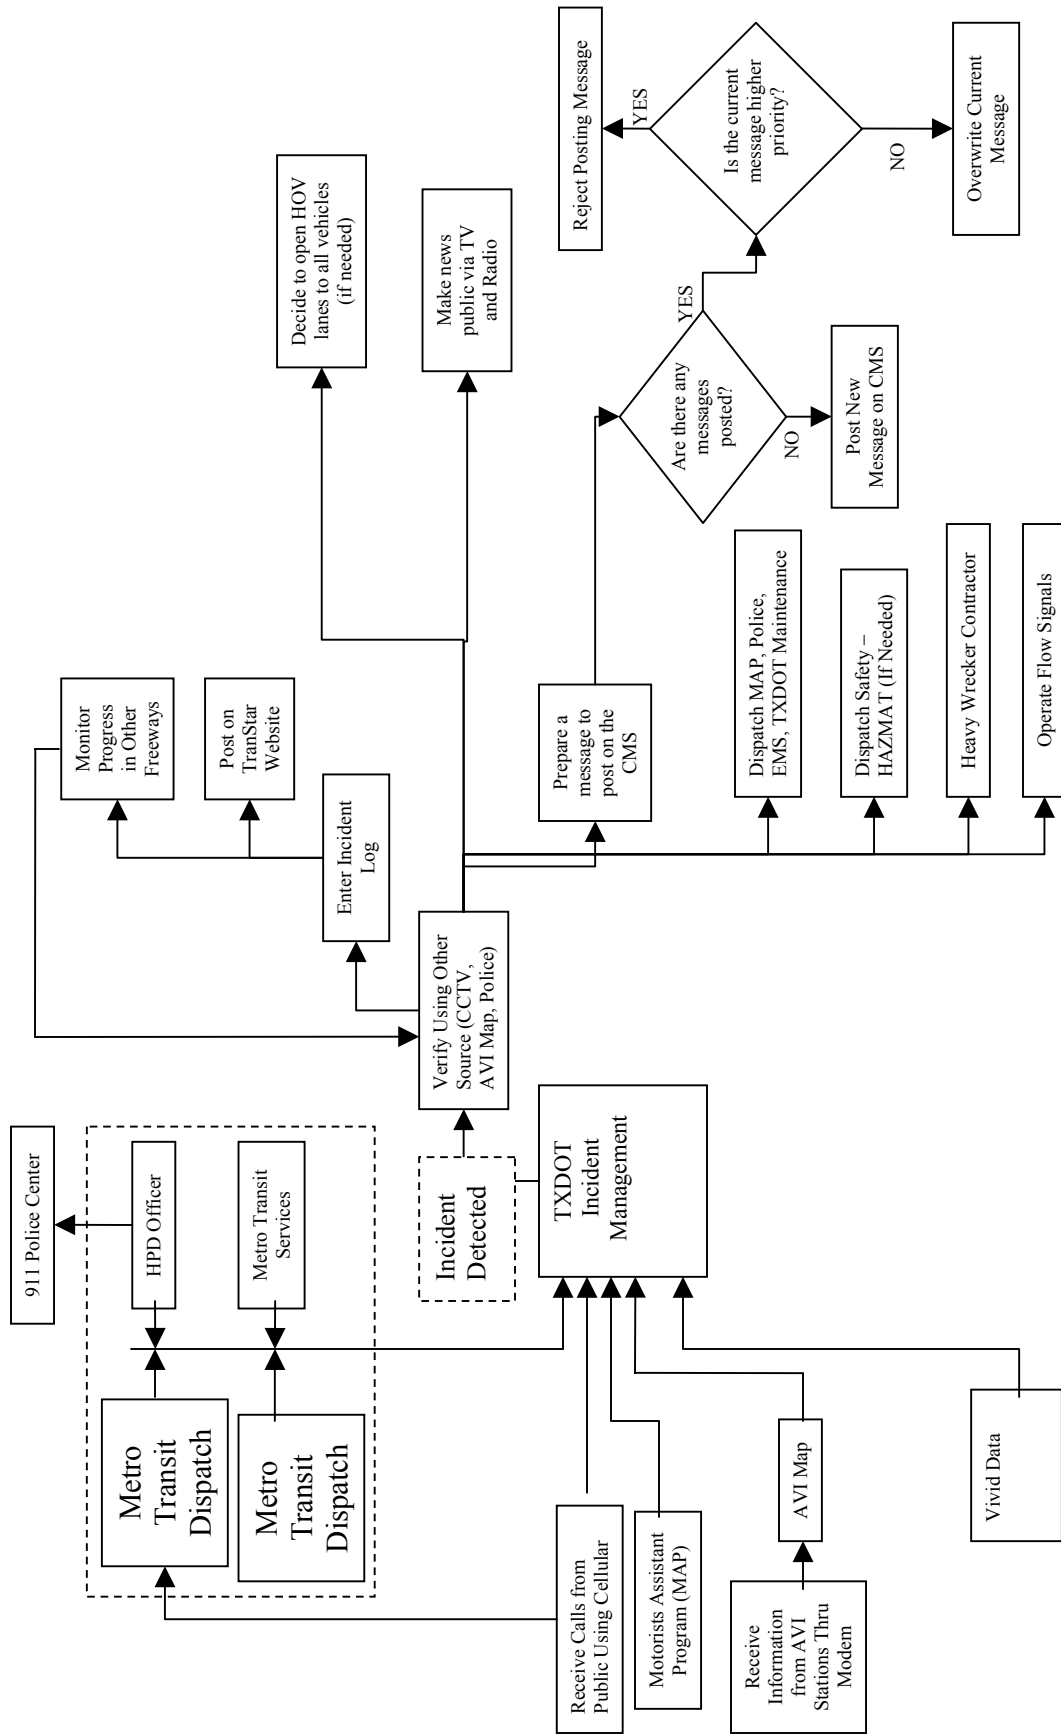 911 Police Center
Metro
Transit
Dispatch
HPD Officer
Metro
Transit
Dispatch
Metro Transit
Services
Receive Calls from
Public Using Cellular
Motorists Assistant
Program (MAP)
Receive
Information
from AVI
Stations Thru
Modem
AVI Map
Vivid Data
Incident
Detected
TXDOT
Incident
Management
Verify Using Other
Source (CCTV,
AVI Map, Police)
Enter Incident
Log
Monitor
Progress
in Other
Freeways
Post on
TranStar
Website
Decide to open HOV
lanes to all vehicles
(if needed)
Make news
public via TV
and Radio
Prepare a
message to
post on the
CMS
Dispatch MAP, Police,
EMS, TXDOT Maintenance
Dispatch Safety –
HAZMAT (If Needed)
Heavy Wrecker Contractor
Operate Flow Signals
Are there any
messages
posted?
YES
NO
Post New
Message on CMS
Is the current
message higher
priority?
YES
NO
Reject Posting Message
Overwrite Current
Message